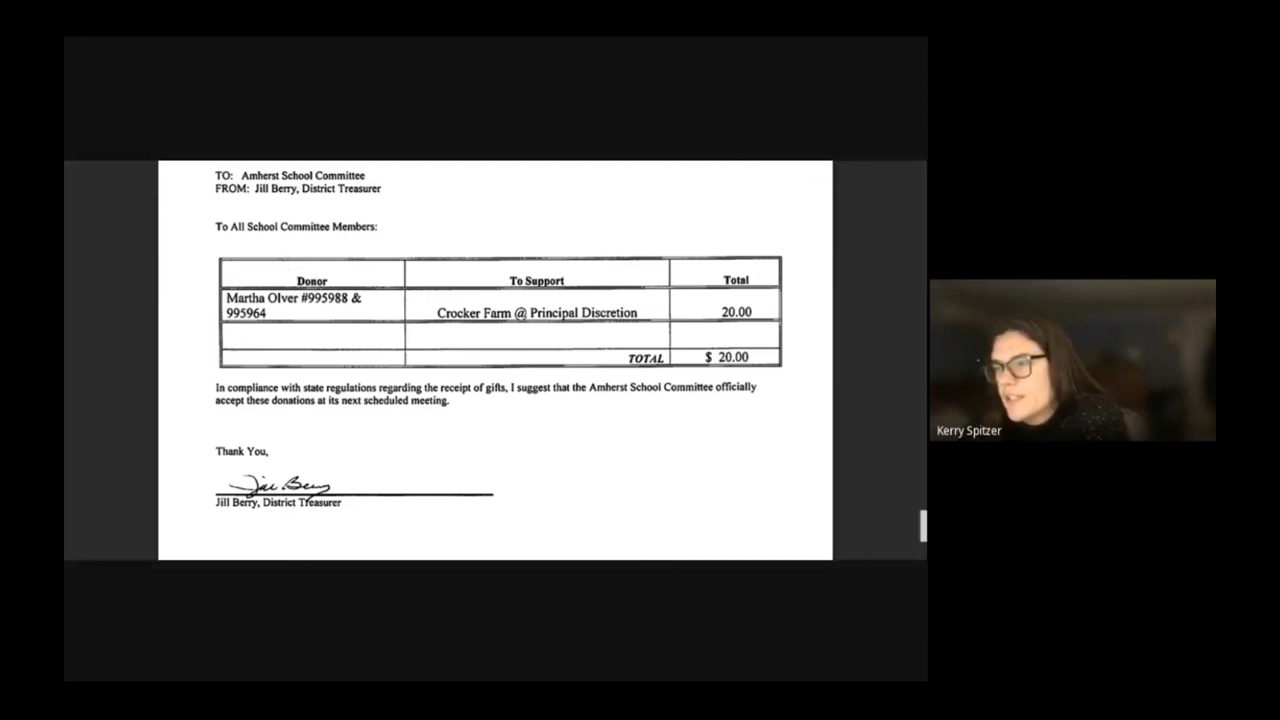 TO: Amherst School Committee
FROM: Jill Berry, District Treasurer
To All School Committee Members:
Donor To Support Total
Martha Olver #995988 &
995964 Crocker Farm @ Principal Discretion 20.00
TOTAL $ 20.00
In compliance with state regulations regarding the receipt of gifts, I suggest that the Amherst School Committee officially
accept these donations at its next scheduled meeting.
Thank You,
Jill Berry
Jill Berry, District Treasurer
Kerry Spitzer